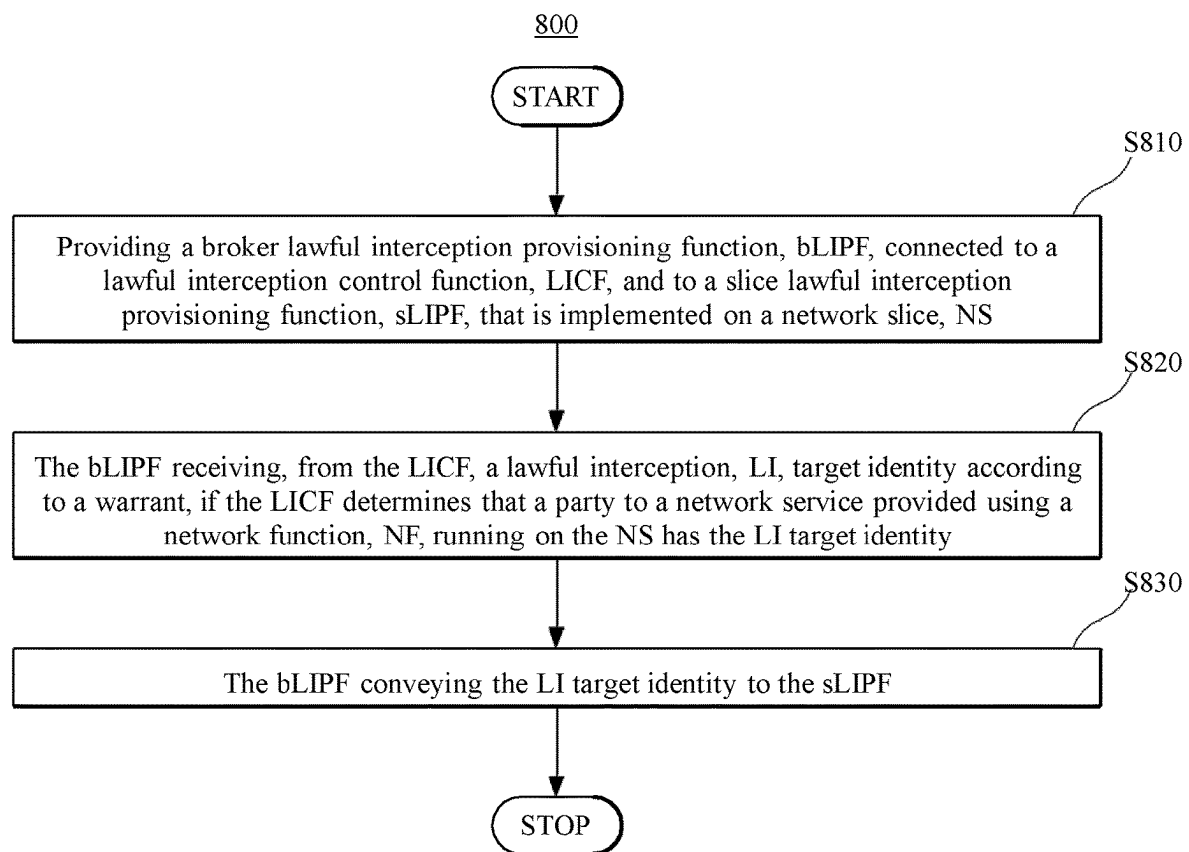 800
START
S810
Providing a broker lawful interception provisioning function, bLIPF, connected to a
lawful interception control function, LICF, and to a slice lawful interception
provisioning function, sLIPF, that is implemented on a network slice, NS
S820
The bLIPF receiving, from the LICF, a lawful interception, LI, target identity according
to a warrant, if the LICF determines that a party to a network service provided using a
network function, NF, running on the NS has the LI target identity
S830
The bLIPF conveying the LI target identity to the sLIPF
STOP